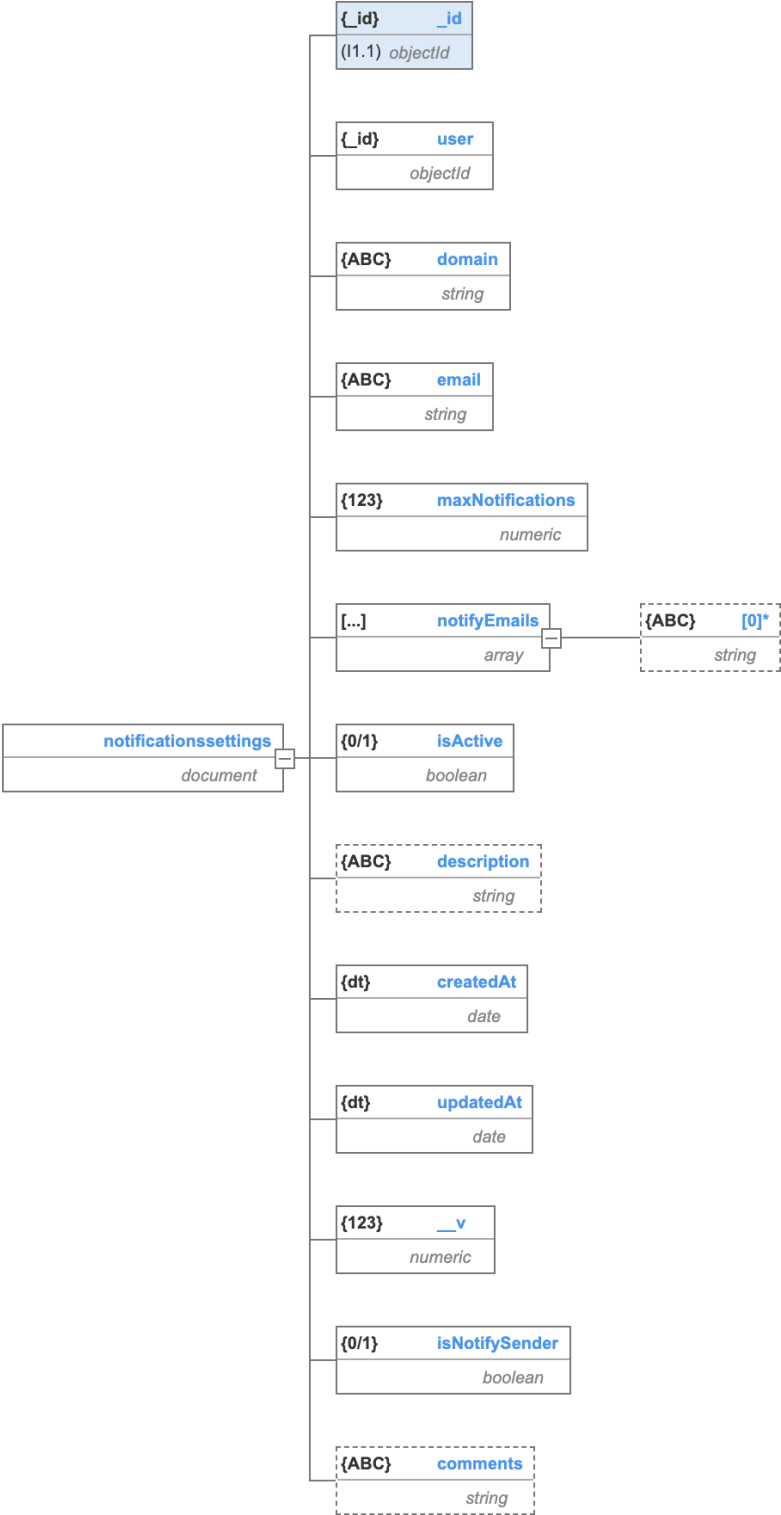 {_id} _id
(I1.1) objectId
{_id} user
objectId
{ABC} domain
string
{ABC} email
string
{123} maxNotifications
numeric
[...] notifyEmails
array
{ABC} [0]*
string
notificationssettings
document
{0/1} isActive
boolean
{ABC} description
string
{dt} createdAt
date
{dt} updatedAt
date
{123} __v
numeric
{0/1} isNotifySender
boolean
{ABC} comments
string